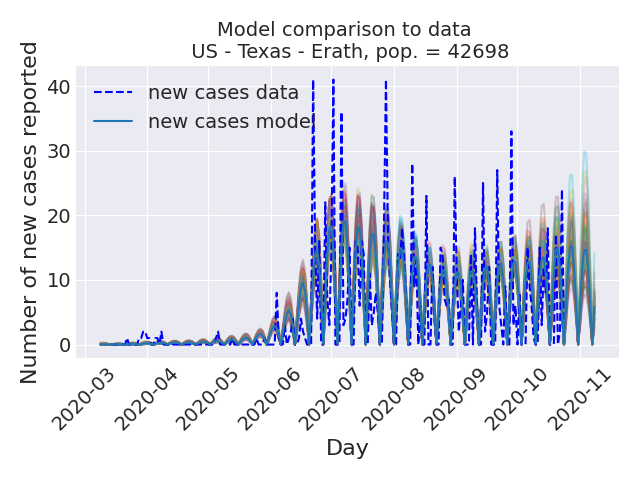 Model comparison to data
US - Texas - Erath, pop. = 42698
Number of new cases reported
40
30
20
10
0
new cases data
new cases model
2020-03
2020-04
2020-05
2020-06
2020-07
2020-08
2020-09
2020-10
2020-11
Day